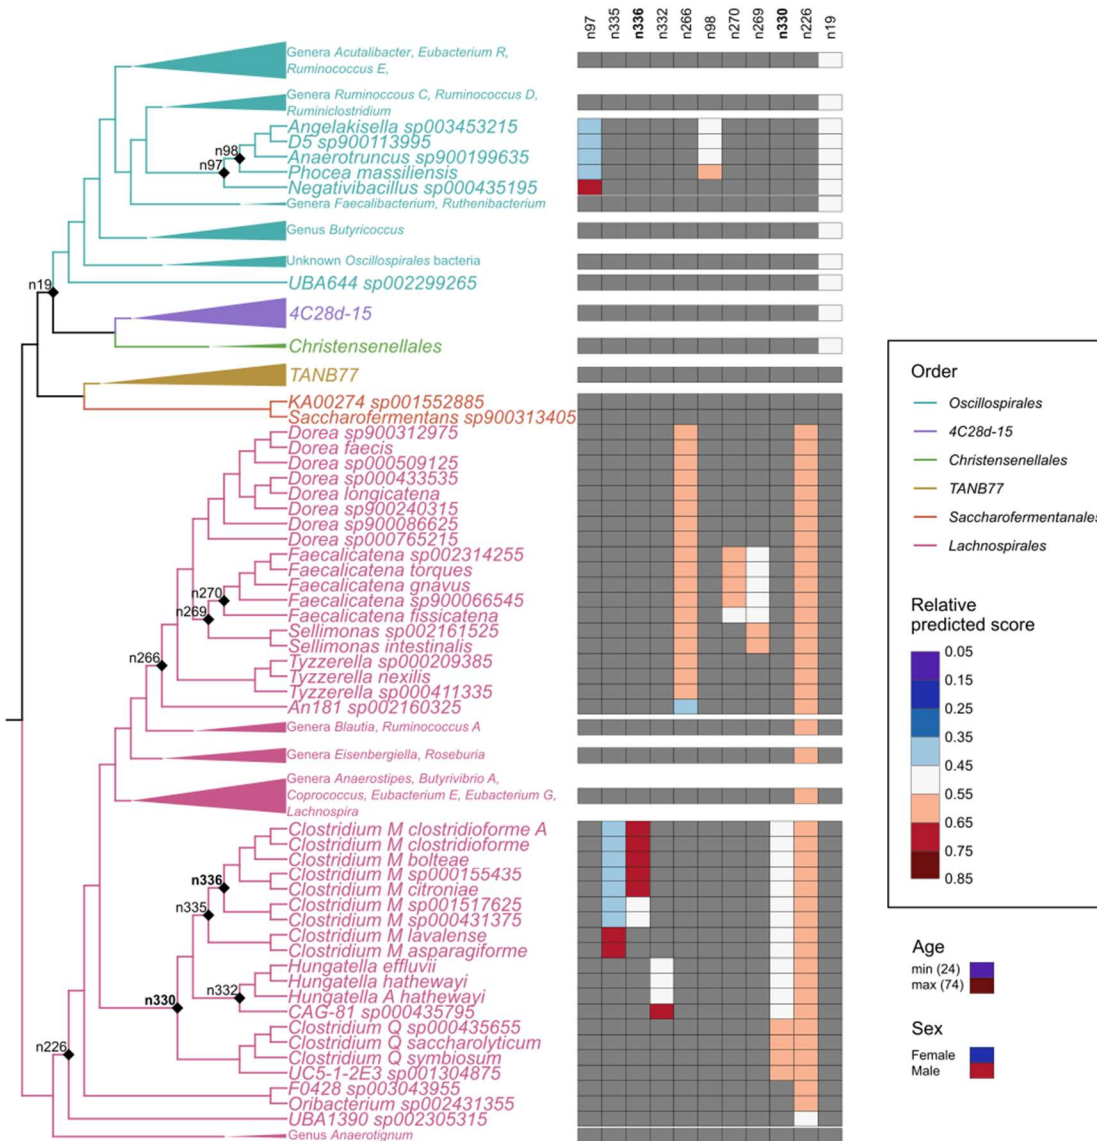 n97
n335
n336
n332
n266
n98
n270
n269
n330
n226
n19
Genera Acutalibacter, Eubacterium R,
Ruminococcus E,
Genera Ruminoccous C, Ruminococcus D,
Ruminiclostridium
Angelakisella sp003453215
D5 sp900113995
n98
Anaerotruncus sp900199635
n97
Phocea massiliensis
Negativibacillus sp000435195
Genera Faecalibacterium, Ruthenibacterium
Genus Butyricoccus
Unknown Oscillospirales bacteria
UBA644 sp002299265
n19
4C28d-15
Christensenellales
TANB77
KA00274 sp001552885
Saccharofermentans sp900313405
Dorea sp900312975
Dorea faecis
Dorea sp000509125
Dorea sp000433535
Dorea longicatena
Dorea sp900240315
Dorea sp900086625
Dorea sp000765215
Faecalicatena sp002314255
Faecalicatena torques
Faecalicatena gnavus
n270
Faecalicatena sp900066545
n269
Faecalicatena fissicatena
Sellimonas sp002161525
Sellimonas intestinalis
n266
Tyzzerella sp000209385
Tyzzerella nexilis
Tyzzerella sp000411335
An181 sp002160325
Genera Blautia, Ruminococcus A
Genera Eisenbergiella, Roseburia
Genera Anaerostipes, Butyrivibrio A,
Coprococcus, Eubacterium E, Eubacterium G,
Lachnospira
Clostridium M clostridioforme A
Clostridium M clostridioforme
Clostridium M bolteae
Clostridium M sp000155435
n336
Clostridium M citroniae
Clostridium M sp001517625
n335
Clostridium M sp000431375
Clostridium M lavalense
Clostridium M asparagiforme
Hungatella effluvii
Hungatella hathewayi
n332
Hungatella A hathewayi
n330
CAG-81 sp000435795
Clostridium Q sp000435655
Clostridium Q saccharolyticum
n226
Clostridium Q symbiosum
UC5-1-2E3 sp001304875
F0428 sp003043955
Oribacterium sp002431355
UBA1390 sp002305315
Genus Anaerotignum
Order
Oscillospirales
4C28d-15
Christensenellales
TANB77
Saccharofermentanales
Lachnospirales
Relative
predicted score
0.05
0.15
0.25
0.35
0.45
0.55
0.65
0.75
0.85
Age
min (24)
max (74)
Sex
Female
Male